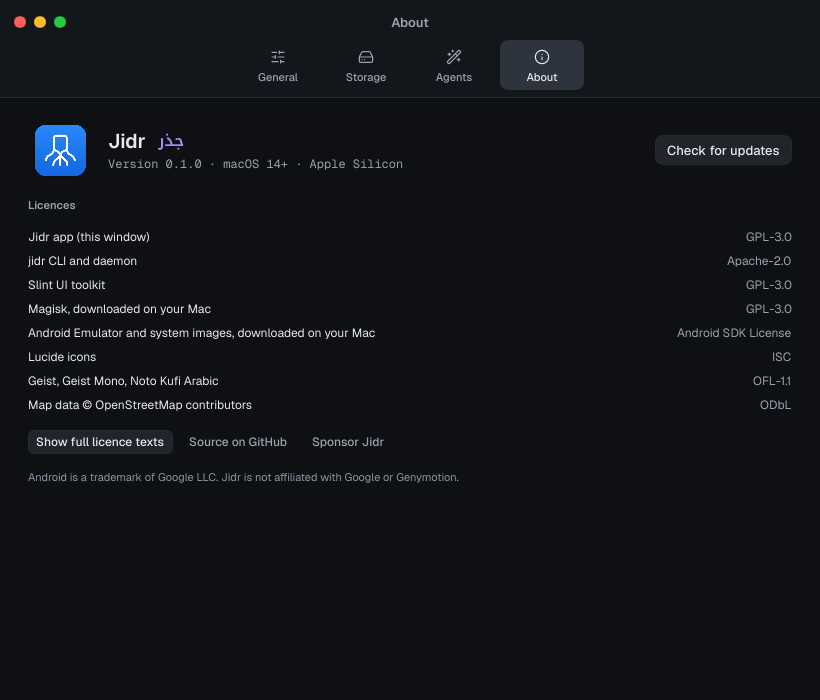 About
General
Storage
Agents
About
Jidr جذر
Version 0.1.0 · macOS 14+ · Apple Silicon
Check for updates
Licences
Jidr app (this window) GPL-3.0
jidr CLI and daemon Apache-2.0
Slint UI toolkit GPL-3.0
Magisk, downloaded on your Mac GPL-3.0
Android Emulator and system images, downloaded on your Mac Android SDK License
Lucide icons ISC
Geist, Geist Mono, Noto Kufi Arabic OFL-1.1
Map data © OpenStreetMap contributors ODbL
Show full licence texts Source on GitHub Sponsor Jidr
Android is a trademark of Google LLC. Jidr is not affiliated with Google or Genymotion.